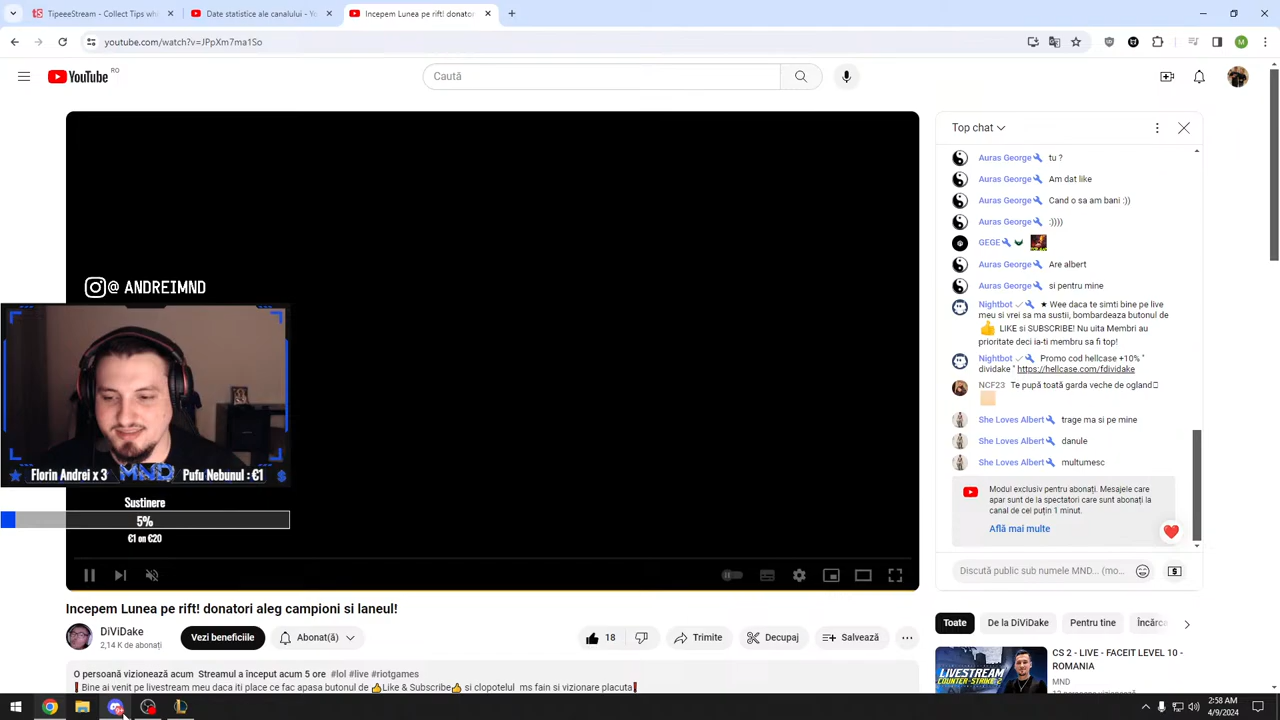 TipeeeStream - Collect Tips wh
Date statistice ale canalului -
Incepem Lunea pe rift! donator
youtube.com/watch?v=JPpXm7ma1So
M
YouTube RO
Caută
@ ANDREIMND
Florin Andrei x 3 MND Pufu Nebunul : €1
Sustinere
5%
€1 on €20
Top chat
Auras George tu ?
Auras George Am dat like
Auras George Cand o sa am bani :))
Auras George :))))
GEGE
Auras George Are albert
Auras George si pentru mine
Nightbot ★ Wee daca te simti bine pe live
meu si vrei sa ma sustii, bombardeaza butonul de
👍 LIKE si SUBSCRIBE! Nu uita Membri au
prioritate deci ia-ti membru sa fi top!
Nightbot Promo cod hellcase +10% "
dividake " https://hellcase.com/fdividake
NCF23 Te pupă toată garda veche de ogland
She Loves Albert trage ma si pe mine
She Loves Albert danule
She Loves Albert multumesc
Modul exclusiv pentru abonați. Mesajele care
apar sunt de la spectatori care sunt abonați la
canal de cel puțin 1 minut.
Află mai multe
Discută public sub numele MND... (mo...
Incepem Lunea pe rift! donatori aleg campioni si laneul!
DiViDake
2,14 K de abonați
Vezi beneficiile
Abonat(ă)
18
Trimite
Decupaj
Salvează
O persoană vizionează acum Streamul a început acum 5 ore #lol #live #riotgames
❗Bine ai venit pe livestream meu daca iti place ce fac apasa butonul de 👍Like & Subscribe👍 si clopotelul ms fain si vizionare placuta❗
Toate
De la DiViDake
Pentru tine
Încărca
LIVESTREAM
COUNTER-STRIKE 2
CS 2 - LIVE - FACEIT LEVEL 10 -
ROMANIA
MND
2:58 AM
4/9/2024